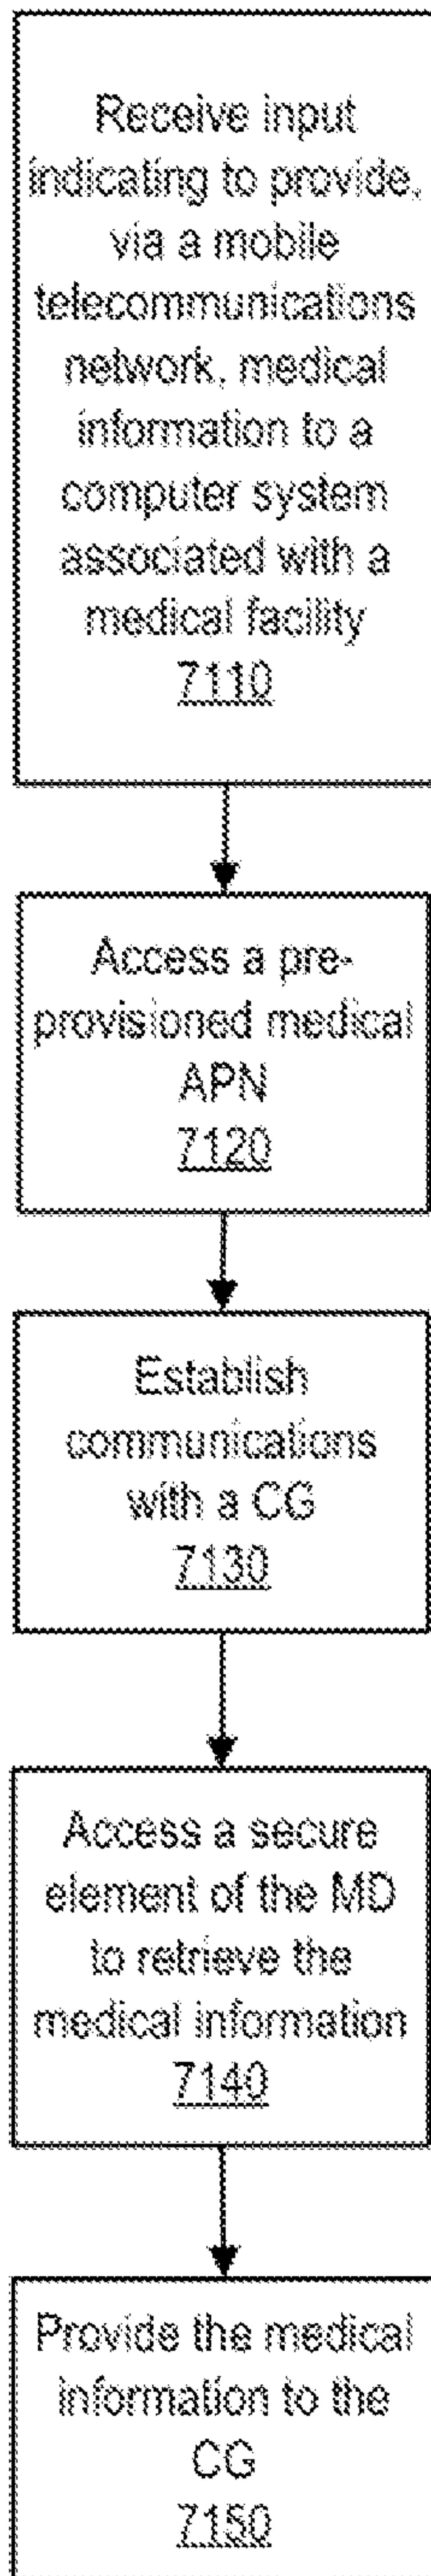 Receive input
indicating to provide,
via a mobile
telecommunications
network, medical
information to a
computer system
associated with a
medical facility
7110
Access a pre-
provisioned medical
APN
7120
Establish
communications
with a CG
7130
Access a secure
element of the MD
to retrieve the
medical information
7140
Provide the medical
information to the
CG
7150